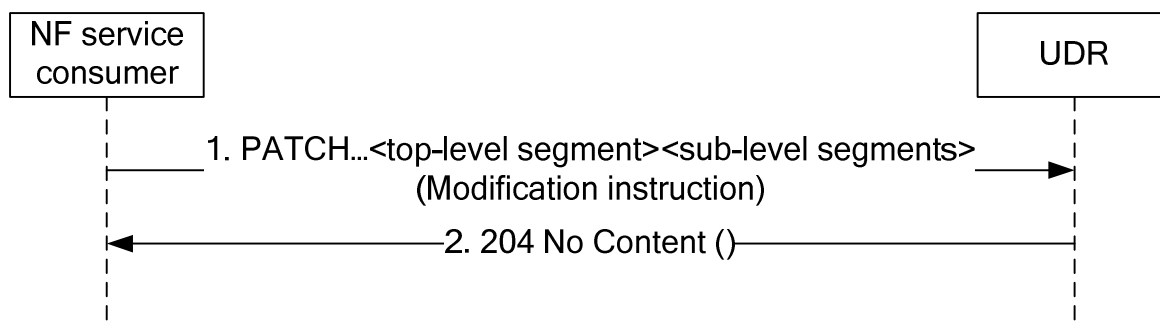 NF service
consumer
UDR
1. PATCH…<top-level segment><sub-level segments>
(Modification instruction)
2. 204 No Content ()